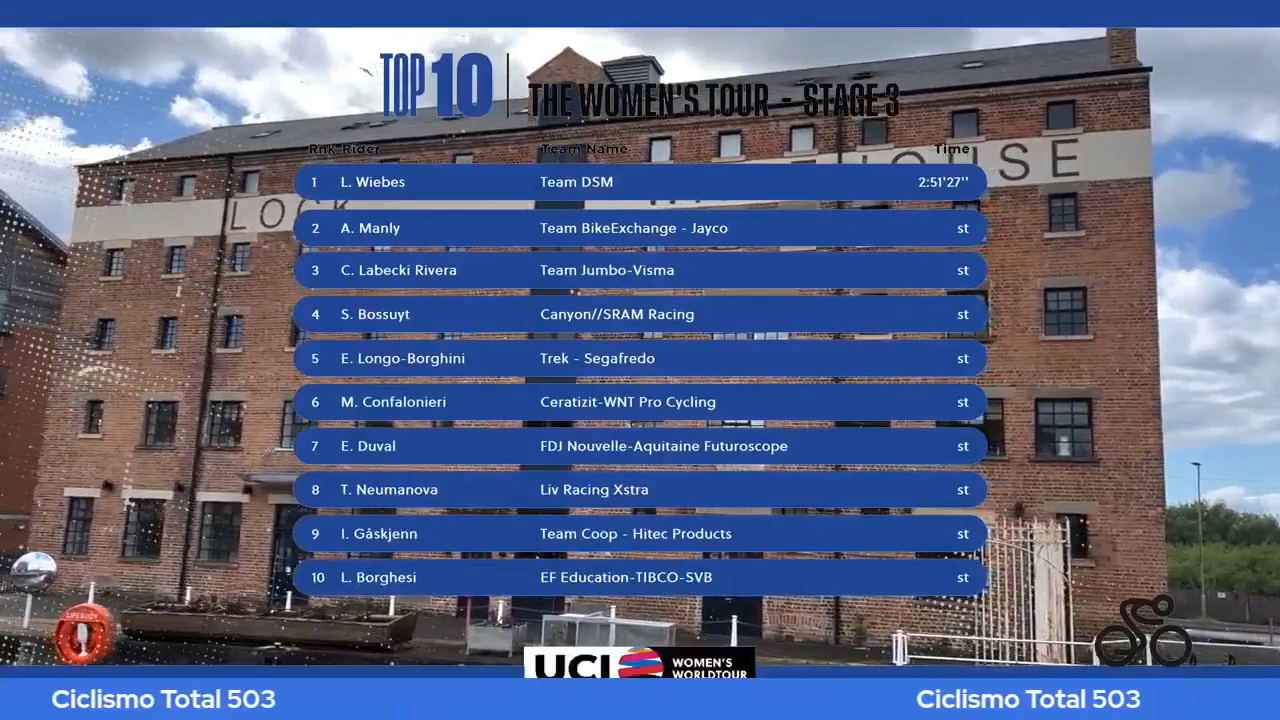 TOP 10 | THE WOMEN'S TOUR - STAGE 3
Rnk Rider Team Name Time
1 L. Wiebes Team DSM 2:51'27''
2 A. Manly Team BikeExchange - Jayco st
3 C. Labecki Rivera Team Jumbo-Visma st
4 S. Bossuyt Canyon//SRAM Racing st
5 E. Longo-Borghini Trek - Segafredo st
6 M. Confalonieri Ceratizit-WNT Pro Cycling st
7 E. Duval FDJ Nouvelle-Aquitaine Futuroscope st
8 T. Neumanova Liv Racing Xstra st
9 I. Gåskjenn Team Coop - Hitec Products st
10 L. Borghesi EF Education-TIBCO-SVB st
LOCK
OUSE
LIFEBUOY
UCI WOMEN'S
WORLDTOUR
Ciclismo Total 503 Ciclismo Total 503